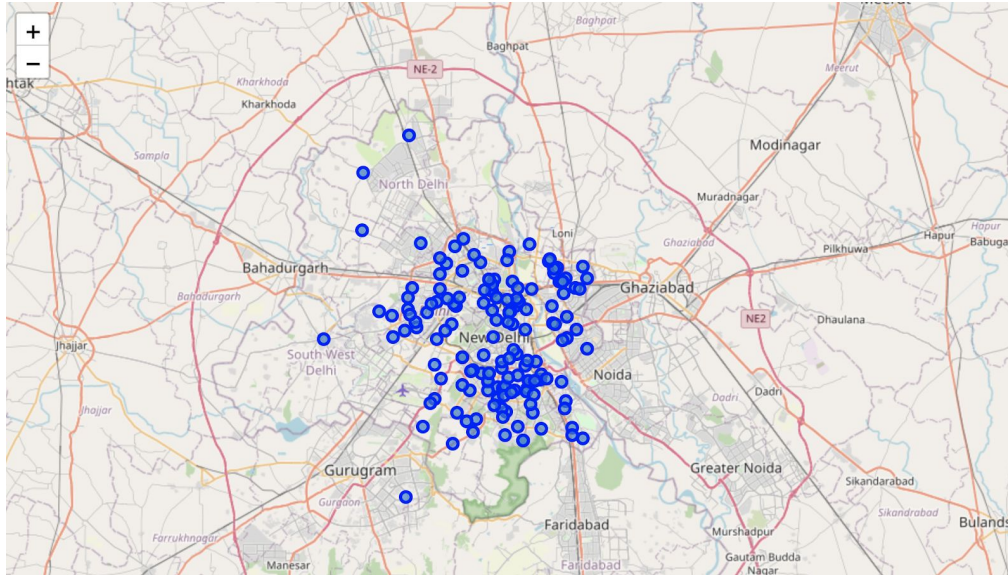 Meerut
+
Baghpat
Baghpat
−
NE-2
Meerut
htak
Kharkhoda
Kharkhoda
Modinagar
Sampla
North Delhi
Muradnagar
Loni
Ghaziabad
Hapur
Hapur
Pilkhuwa
Babuga
Bahadurgarh
Ghaziabad
Bahadurgarh
NE2
Dhaulana
New Delhi
Jhajjar
South West
Delhi
Noida
Dadri
Dadri
Jhajjar
Gurugram
Greater Noida
Sikandarabad
Gurgaon
Sikandrabad
Faridabad
Bulands
Farrukhnagar
Murshadpur
Gautam Budda
Nagar
Manesar
Faridabad